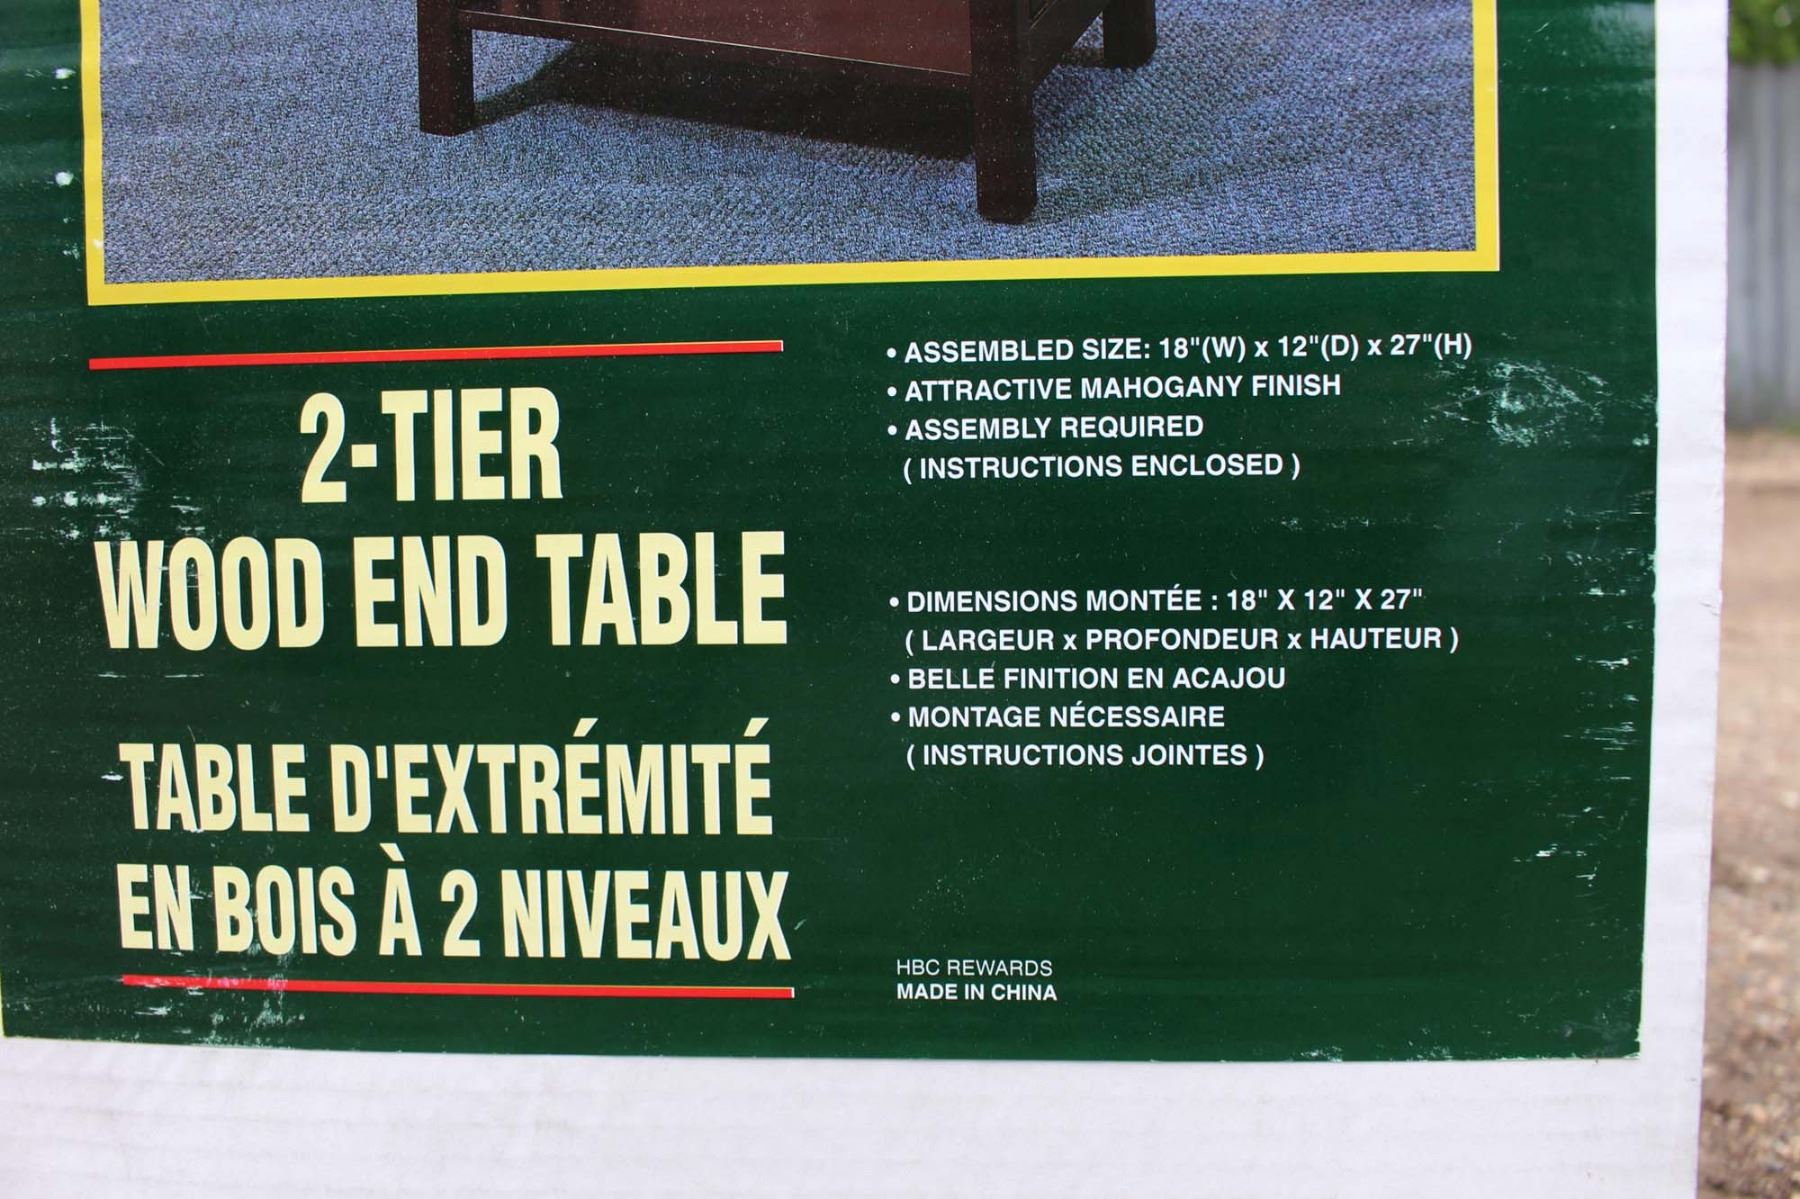 2-TIER
WOOD END TABLE
TABLE D'EXTRÉMITÉ
EN BOIS À 2 NIVEAUX
• ASSEMBLED SIZE: 18"(W) x 12"(D) x 27"(H)
• ATTRACTIVE MAHOGANY FINISH
• ASSEMBLY REQUIRED
( INSTRUCTIONS ENCLOSED )
• DIMENSIONS MONTÉE : 18" X 12" X 27"
( LARGEUR x PROFONDEUR x HAUTEUR )
• BELLE FINITION EN ACAJOU
• MONTAGE NÉCESSAIRE
( INSTRUCTIONS JOINTES )
HBC REWARDS
MADE IN CHINA